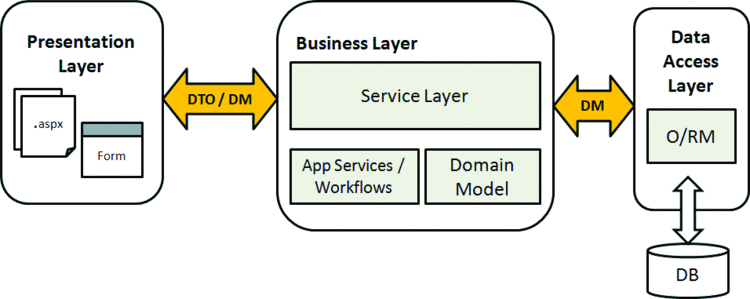 Presentation
Layer
.aspx
Form
DTO / DM
Business Layer
Service Layer
App Services /
Workflows
Domain
Model
DM
Data
Access
Layer
O/RM
DB